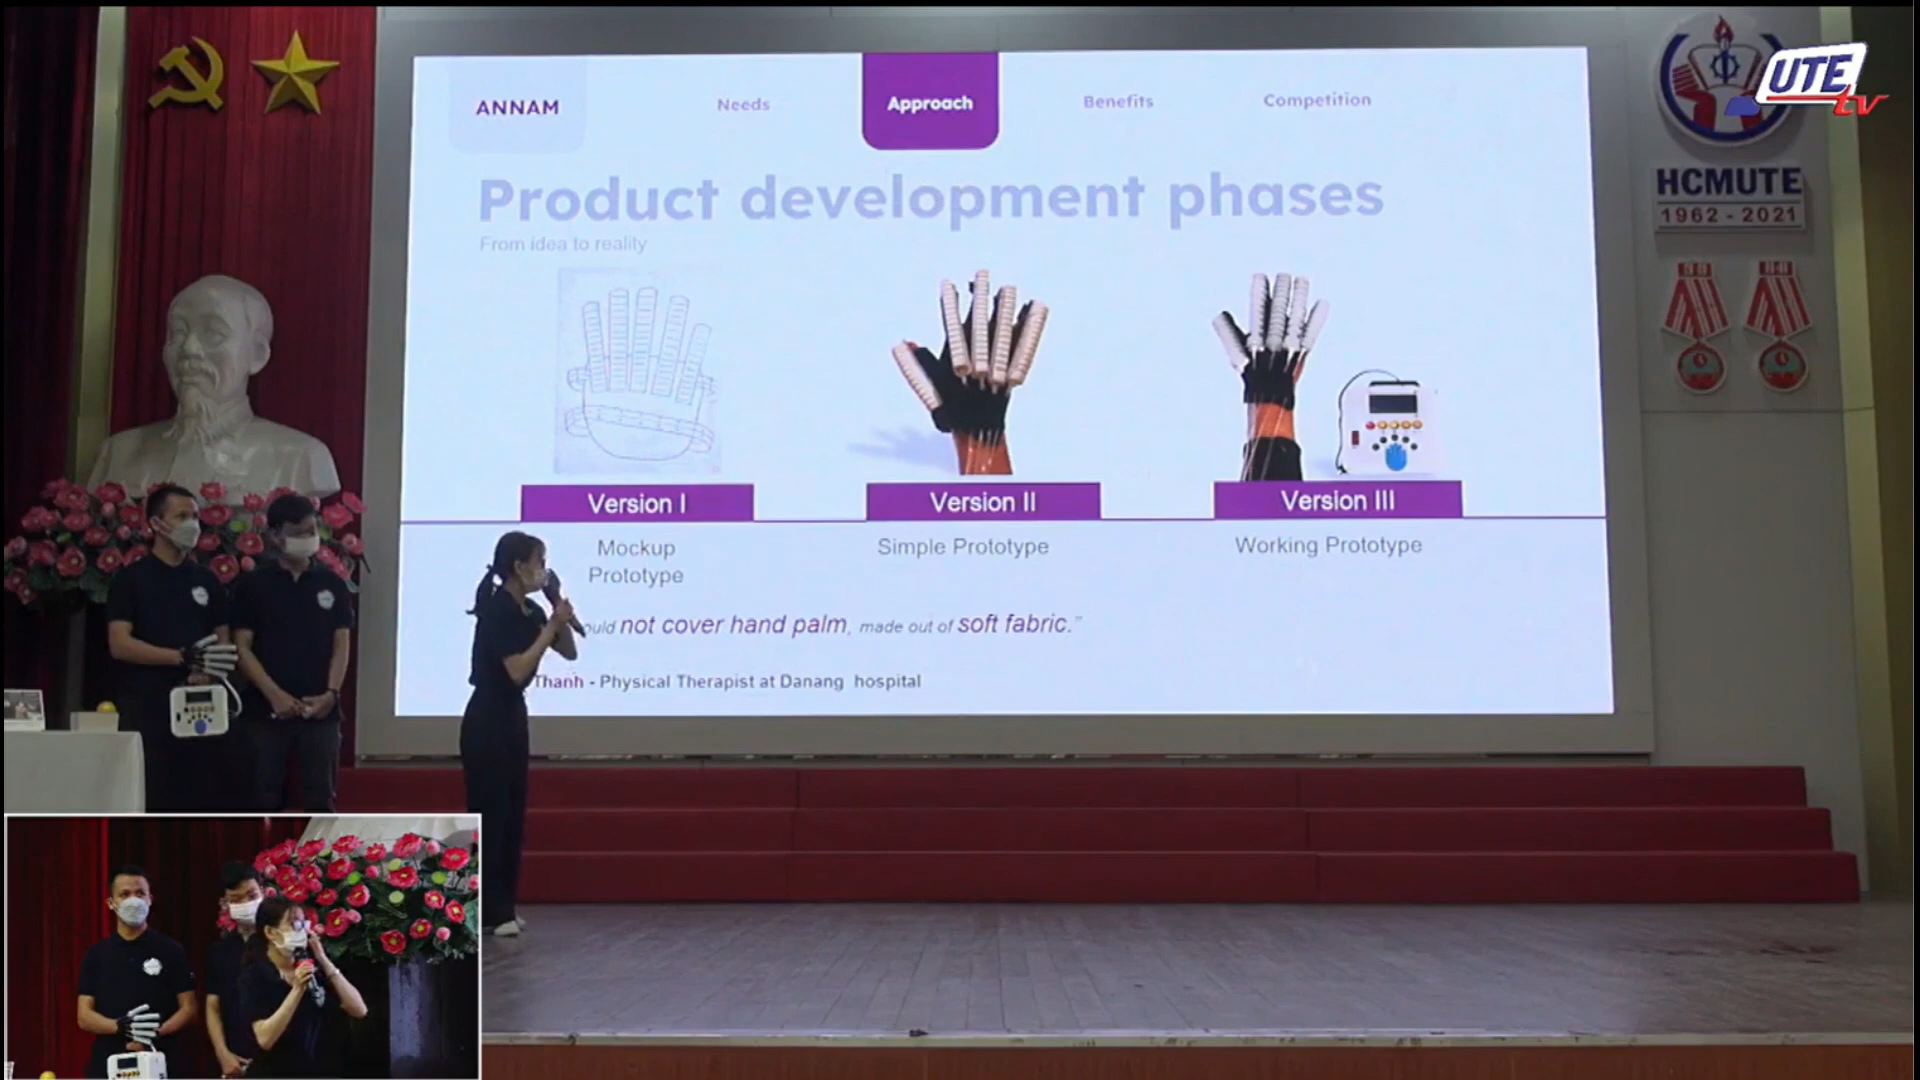 ANNAM
Needs
Approach
Benefits
Competition
UTE
tv
HCMUTE
1962 - 2021
Product development phases
From idea to reality
Version I
Version II
Version III
Mockup
Prototype
Simple Prototype
Working Prototype
not cover hand palm, made out of soft fabric.”
Thanh - Physical Therapist at Danang hospital